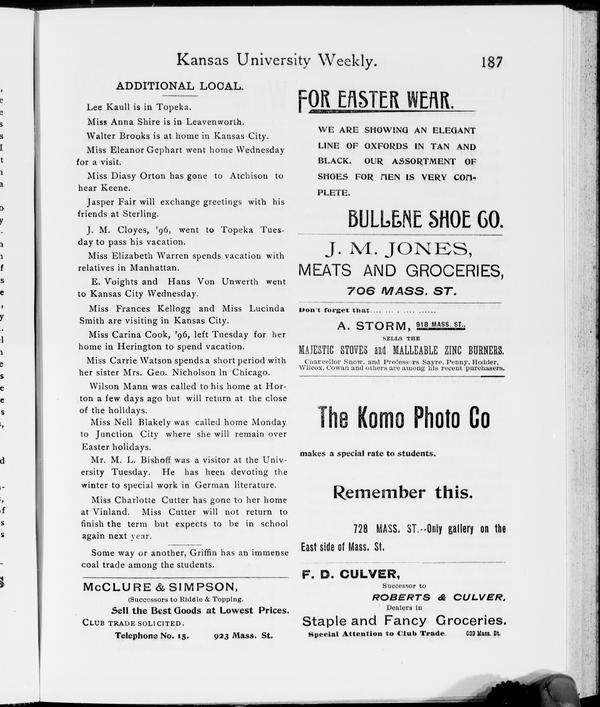 Kansas University Weekly.
187
ADDITIONAL LOCAL.
Lee Kaull is in Topeka.
Miss Anna Shire is in Leavenworth.
Walter Brooks is at home in Kansas City.
Miss Eleanor Gephart went home Wednesday
for a visit.
Miss Diasy Orton has gone to Atchison to
hear Keene.
Jasper Fair will exchange greetings with his
friends at Sterling.
J. M. Cloyes, '96, went to Topeka Tues-
day to pass his vacation.
Miss Elizabeth Warren spends vacation with
relatives in Manhattan.
E. Voights and Hans Von Unwerth went
to Kansas City Wednesday.
Miss Frances Kellogg and Miss Lucinda
Smith are visiting in Kansas City.
Miss Carina Cook, '96, left Tuesday for her
home in Herington to spend vacation.
Miss Carrie Watson spends a short period with
her sister Mrs. Geo. Nicholson in Chicago.
Wilson Mann was called to his home at Hor-
ton a few days ago but will return at the close
of the holidays.
Miss Nell Blakely was called home Monday
to Junction City where she will remain over
Easter holidays.
Mr. M. L. Bishoff was a visitor at the Univ-
ersity Tuesday. He has been devoting the
winter to special work in German literature.
Miss Charlotte Cutter has gone to her home
at Vinland. Miss Cutter will not return to
finish the term but expects to be in school
again next year.
Some way or another, Griffin has an immense
coal trade among the students.
McCLURE & SIMPSON,
(Successors to Riddle & Topping.
Sell the Best Goods at Lowest Prices.
CLUB TRADE SOLICITED.
Telephone No. 15. 923 Mass. St.
FOR EASTER WEAR.
WE ARE SHOWING AN ELEGANT
LINE OF OXFORDS IN TAN AND
BLACK. OUR ASSORTMENT OF
SHOES FOR MEN IS VERY COM-
PLETE.
BULLENE SHOE CO.
J. M. JONES,
MEATS AND GROCERIES,
706 MASS. ST.
Don't forget that.... ... . .... ......
A. STORM, 918 MASS. ST.,
SELLS THE
MAJESTIC STOVES and MALLEABLE ZINC BURNERS.
Chancellor Snow, and Professors Sayre, Penny, Hodder,
Wilcox, Cowan and others are among his recent purchasers.
The Komo Photo Co
makes a special rate to students.
Remember this.
728 MASS. ST.--Only gallery on the
East side of Mass. St.
F. D. CULVER,
Successor to
ROBERTS & CULVER,
Dealers in
Staple and Fancy Groceries.
Special Attention to Club Trade. 639 Mass. St.